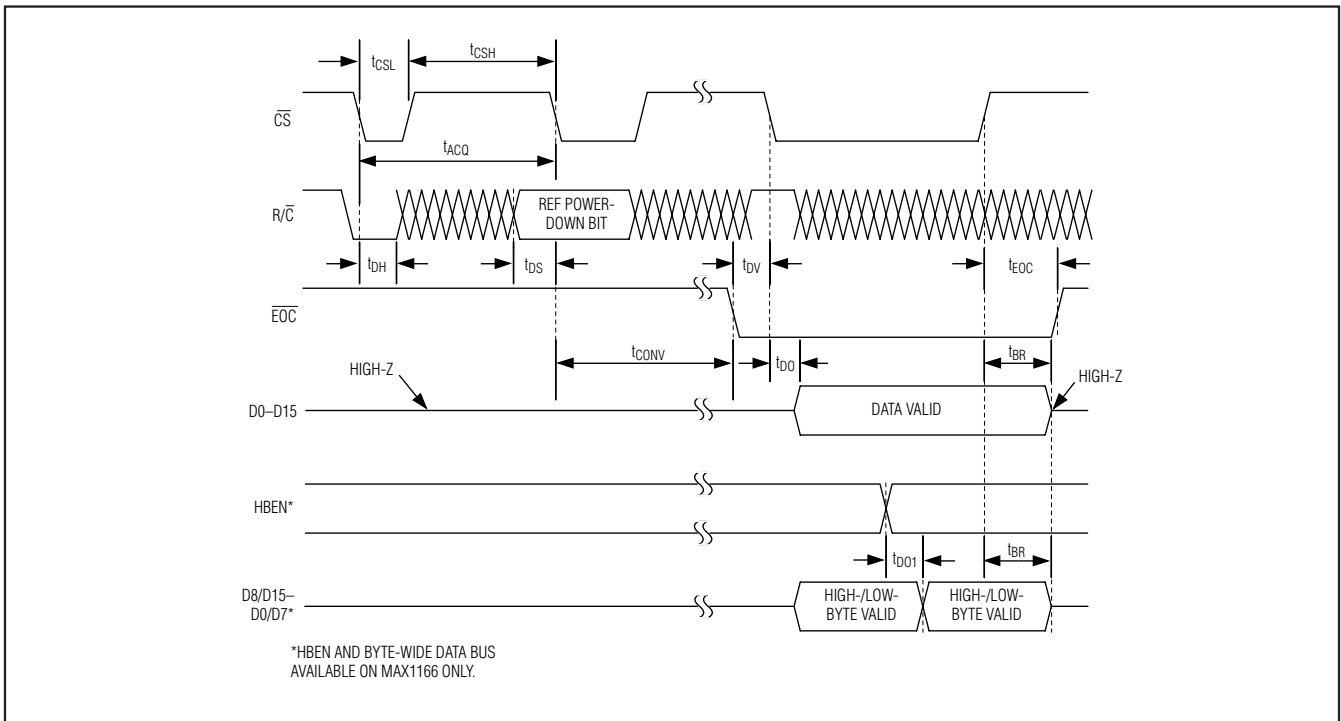 tCSL
tCSH
CS
tACQ
R/C
REF POWER-
DOWN BIT
tDH
tDS
tDV
tEOC
EOC
tCONV
tDO
tBR
HIGH-Z
HIGH-Z
D0–D15
DATA VALID
HBEN*
tDO1
tBR
D8/D15–
D0/D7*
HIGH-/LOW-
BYTE VALID
HIGH-/LOW-
BYTE VALID
*HBEN AND BYTE-WIDE DATA BUS
AVAILABLE ON MAX1166 ONLY.